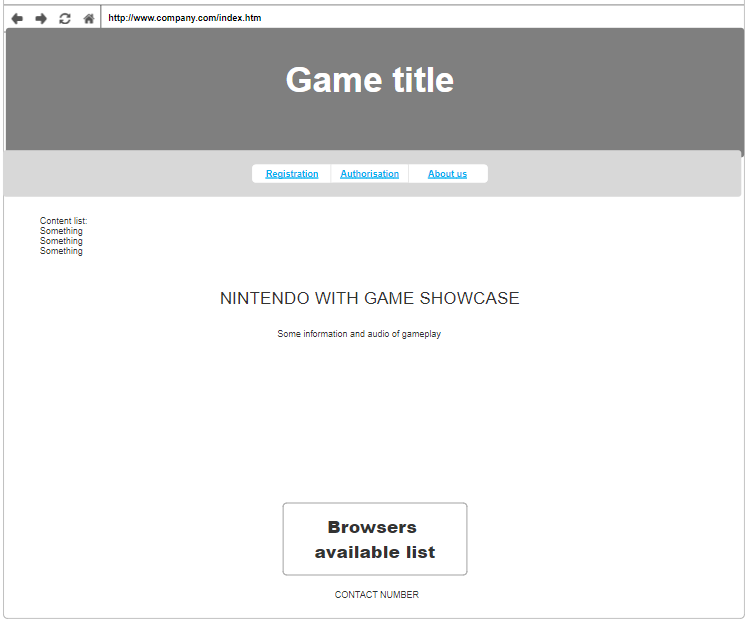 http://www.company.com/index.htm
Game title
Registration Authorisation About us
Content list:
Something
Something
Something
NINTENDO WITH GAME SHOWCASE
Some information and audio of gameplay
Browsers
available list
CONTACT NUMBER